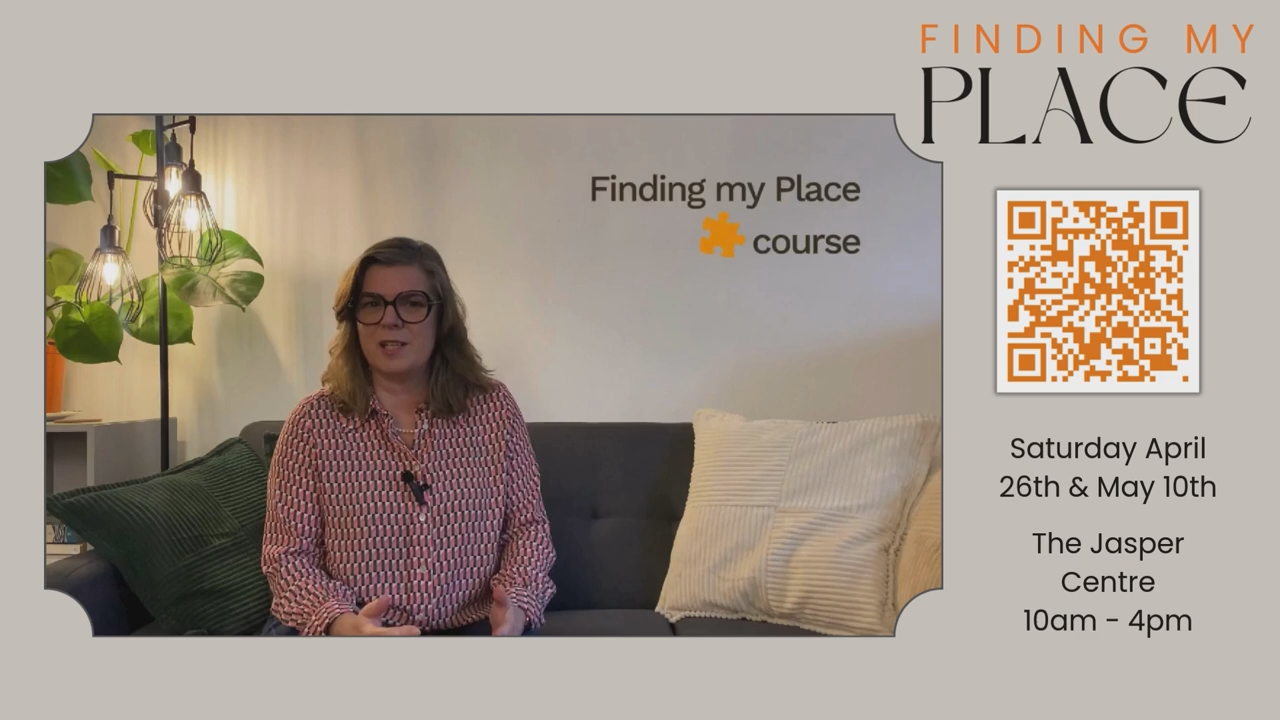 FINDING MY
PLACE
Finding my Place
course
Saturday April
26th & May 10th
The Jasper
Centre
10am - 4pm